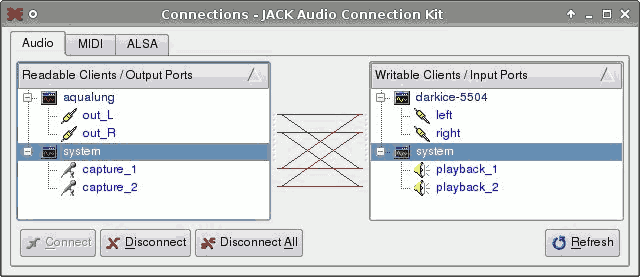 Connections - JACK Audio Connection Kit
Audio MIDI ALSA
Readable Clients / Output Ports
aqualung
out_L
out_R
system
capture_1
capture_2
Writable Clients / Input Ports
darkice-5504
left
right
system
playback_1
playback_2
Connect Disconnect Disconnect All Refresh